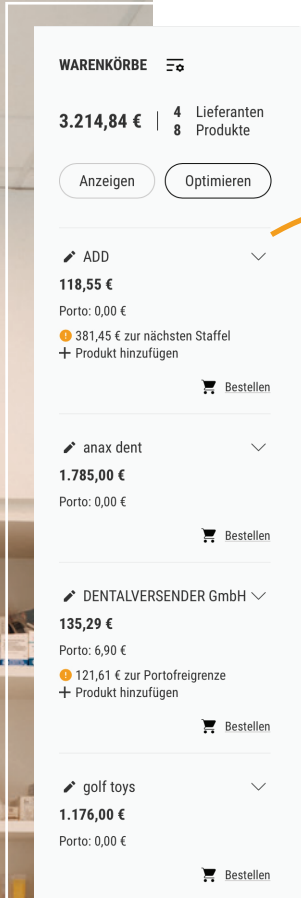 WARENKÖRBE
3.214,84 €
4 Lieferanten
8 Produkte
Anzeigen
Optimieren
ADD
118,55 €
Porto: 0,00 €
381,45 € zur nächsten Staffel
Produkt hinzufügen
Bestellen
anax dent
1.785,00 €
Porto: 0,00 €
Bestellen
DENTALVERSENDER GmbH
135,29 €
Porto: 6,90 €
121,61 € zur Portofreigrenze
Produkt hinzufügen
Bestellen
golf toys
1.176,00 €
Porto: 0,00 €
Bestellen